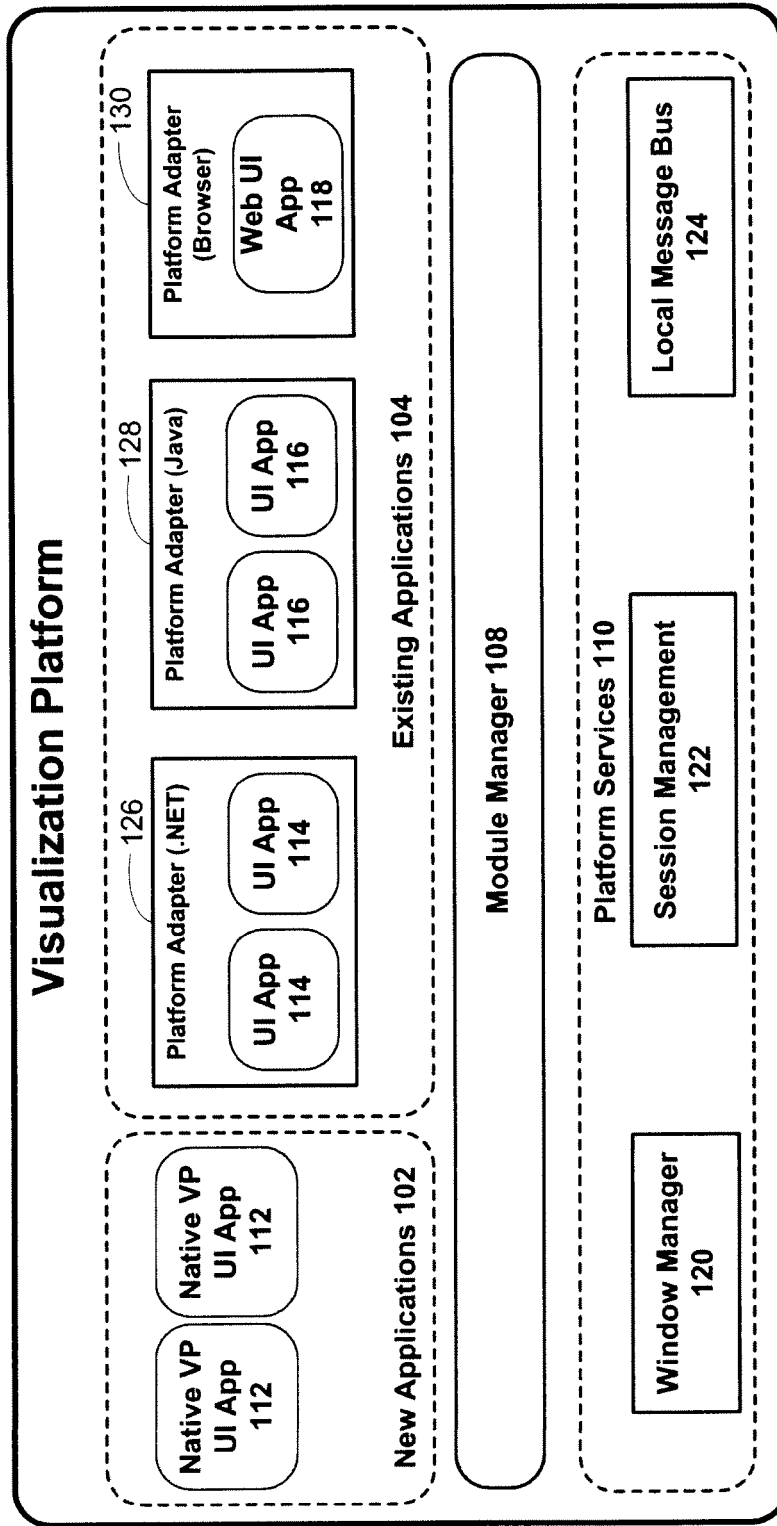 Visualization Platform
Native VP
UI App
112
Native VP
UI App
112
New Applications 102
126
Platform Adapter (.NET)
UI App
114
UI App
114
128
Platform Adapter (Java)
UI App
116
UI App
116
130
Platform Adapter
(Browser)
Web UI
App
118
Existing Applications 104
Module Manager 108
Platform Services 110
Window Manager
120
Session Management
122
Local Message Bus
124